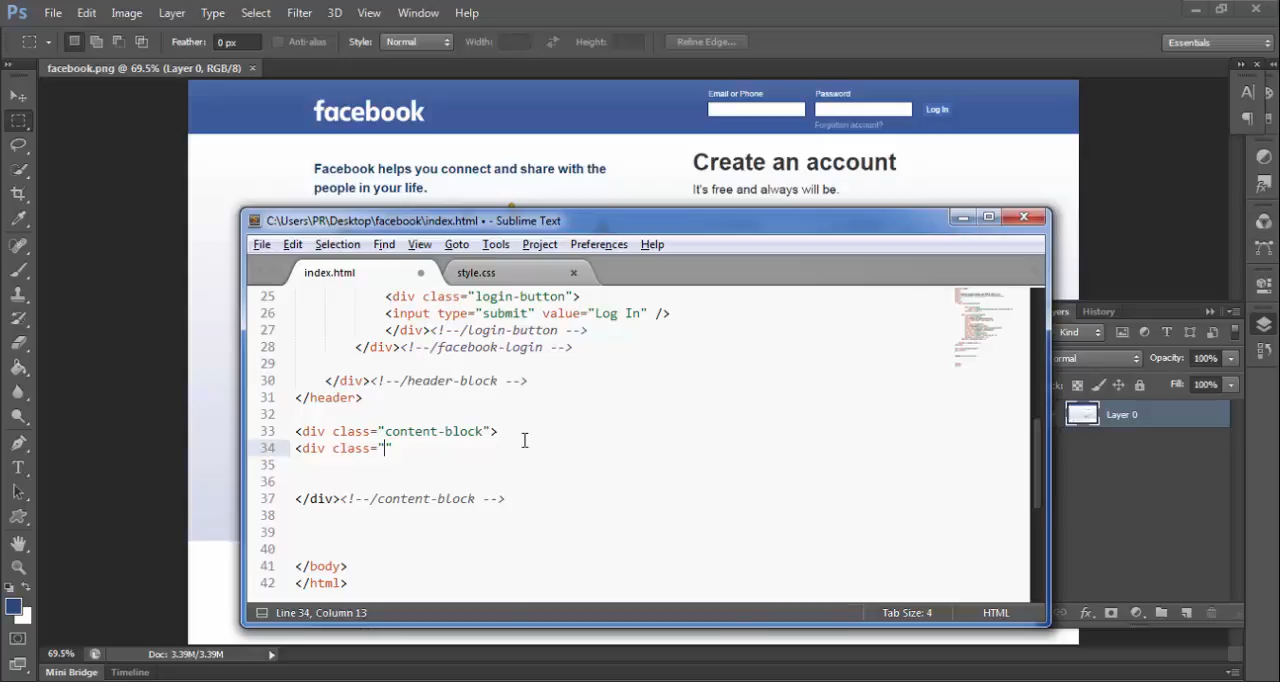 Ps File Edit Image Layer Type Select Filter 3D View Window Help
Feather: 0 px Anti-alias Style: Normal Width: Height: Refine Edge... Essentials
facebook.png @ 69.5% (Layer 0, RGB/8) ×
facebook
Email or Phone Password
Log In
Forgotten account?
Facebook helps you connect and share with the
people in your life.
Create an account
It's free and always will be.
C:\Users\PR\Desktop\facebook\index.html • - Sublime Text
File Edit Selection Find View Goto Tools Project Preferences Help
index.html style.css
25 <div class="login-button">
26 <input type="submit" value="Log In" />
27 </div><!--/login-button -->
28 </div><!--/facebook-Login -->
29
30 </div><!--/header-block -->
31 </header>
32
33 <div class="content-block">
34 <div class=""
35
36
37 </div><!--/content-block -->
38
39
40
41 </body>
42 </html>
Line 34, Column 13 Tab Size: 4 HTML
yers History
Kind
ormal Opacity: 100%
ck: Fill: 100%
Layer 0
69.5% Doc: 3.39M/3.39M
Mini Bridge Timeline